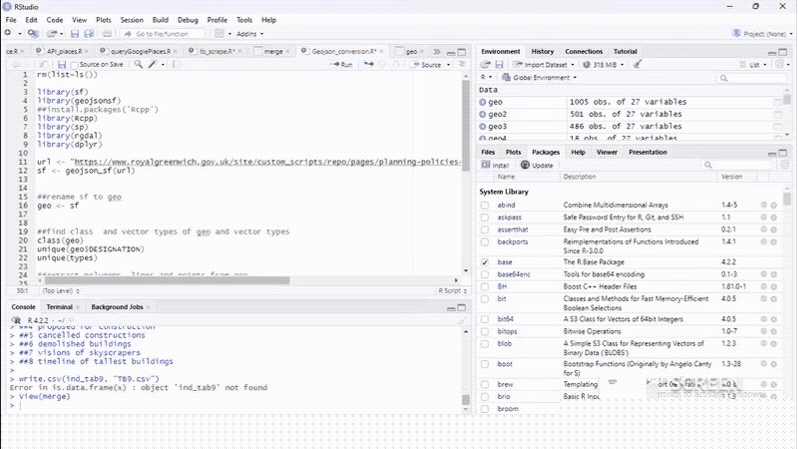 RStudio
File Edit Code View Plots Session Build Debug Profile Tools Help
Go to file/function
Addins
Project: (None)
ce.R API_places.R queryGooglePlaces.R tb_scrape.R* merge Geojson_conversion.R* geo
Source on Save
Run
Source
1 rm(list=ls())
2
3 library(sf)
4 library(geojsonsf)
5 ##install.packages('Rcpp')
6 library(Rcpp)
7 library(sp)
8 library(rgdal)
9 library(dplyr)
10
11 url <- "https://www.royalgreenwich.gov.uk/site/custom_scripts/repo/pages/planning-policies-
12 sf <- geojson_sf(url)
13
14
15 ##rename sf to geo
16 geo <- sf
17
18
19 ##find class and vector types of geo and vector types
20 class(geo)
21 unique(geo$DESIGNATION)
22 unique(types)
23
24 ##extract polygons, lines and points from geo
38:1 (Top Level) R Script
Console Terminal Background Jobs
R 4.2.2 · ~/
> ##4 proposed for construction
> ##5 cancelled constructions
> ##6 demolished buildings
> ##7 visions of skyscrapers
> ##8 timeline of tallest buildings
>
> write.csv(ind_tab9, "TB9.csv")
Error in is.data.frame(x) : object 'ind_tab9' not found
> View(merge)
>
Environment History Connections Tutorial
Import Dataset 318 MiB List
R Global Environment
Data
geo 1005 obs. of 27 variables
geo2 501 obs. of 27 variables
geo3 486 obs. of 27 variables
geo4 18 obs. of 27 variables
Files Plots Packages Help Viewer Presentation
Install Update
Name Description Version
System Library
abind Combine Multidimensional Arrays 1.4-5
askpass Safe Password Entry for R, Git, and SSH 1.1
assertthat Easy Pre and Post Assertions 0.2.1
backports Reimplementations of Functions Introduced Since R-3.0.0 1.4.1
base The R Base Package 4.2.2
base64enc Tools for base64 encoding 0.1-3
BH Boost C++ Header Files 1.81.0-1
bit Classes and Methods for Fast Memory-Efficient Boolean Selections 4.0.5
bit64 A S3 Class for Vectors of 64bit Integers 4.0.5
bitops Bitwise Operations 1.0-7
blob A Simple S3 Class for Representing Vectors of Binary Data ('BLOBS') 1.2.3
boot Bootstrap Functions (Originally by Angelo Canty for S) 1.3-28
brew Templating
brio Basic R Inpu 1.1.3
broom